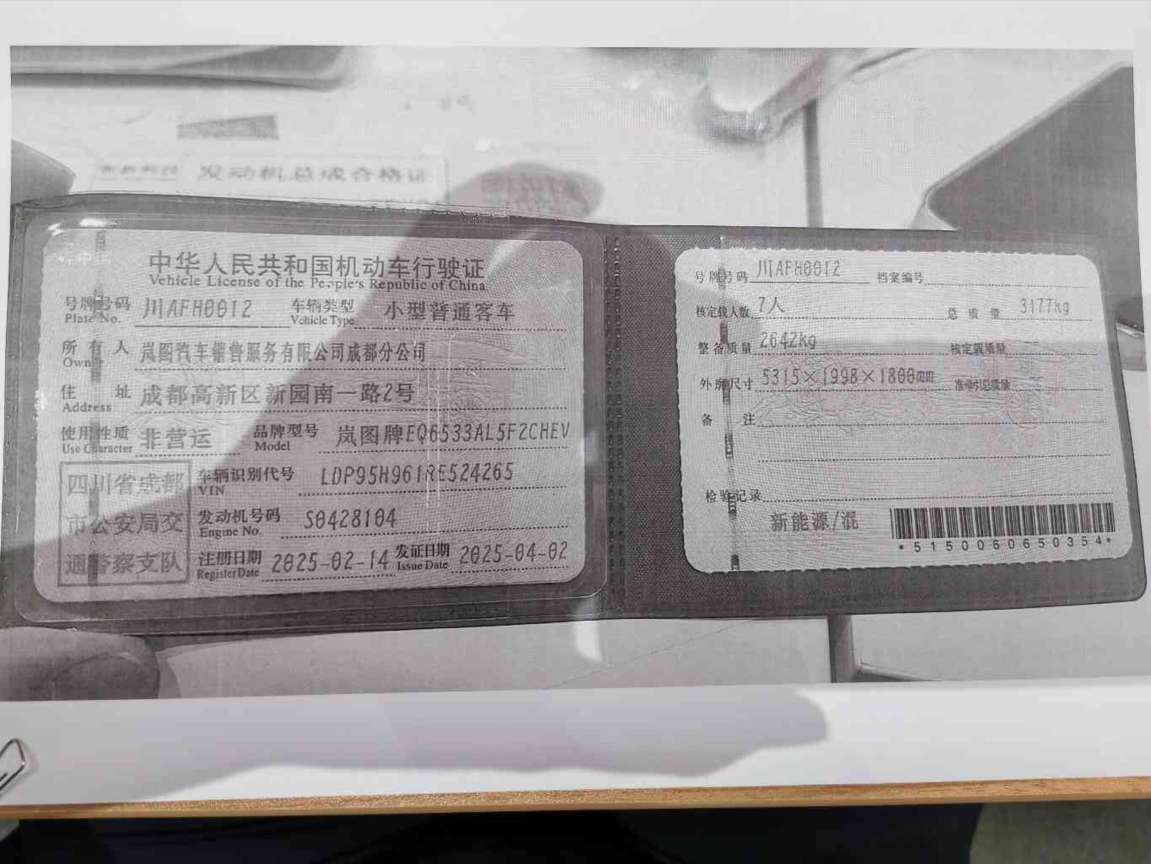 发动机总成合格证
中华人民共和国机动车行驶证
Vehicle License of the People's Republic of China
号牌号码 川AFH0012 车辆类型 小型普通客车
Plate No. Vehicle Type
所有人 岚图汽车销售服务有限公司成都分公司
Owner
住址 成都高新区新园南一路2号
Address
使用性质 非营运 品牌型号 岚图牌EQ6533AL5F2CHEV
Use Character Model
四川省成都
市公安局交
通警察支队
车辆识别代号 LDP95H961RE524265
VIN
发动机号码 S0428104
Engine No.
注册日期 2025-02-14 发证日期 2025-04-02
Register Date Issue Date
号牌号码 川AFH0012 档案编号
核定载人数 7人 总质量 3177kg
整备质量 2642kg 核定载质量
外廓尺寸 5315×1998×1800mm 准牵引总质量
备注
检验记录
新能源/混
*5150060650354*